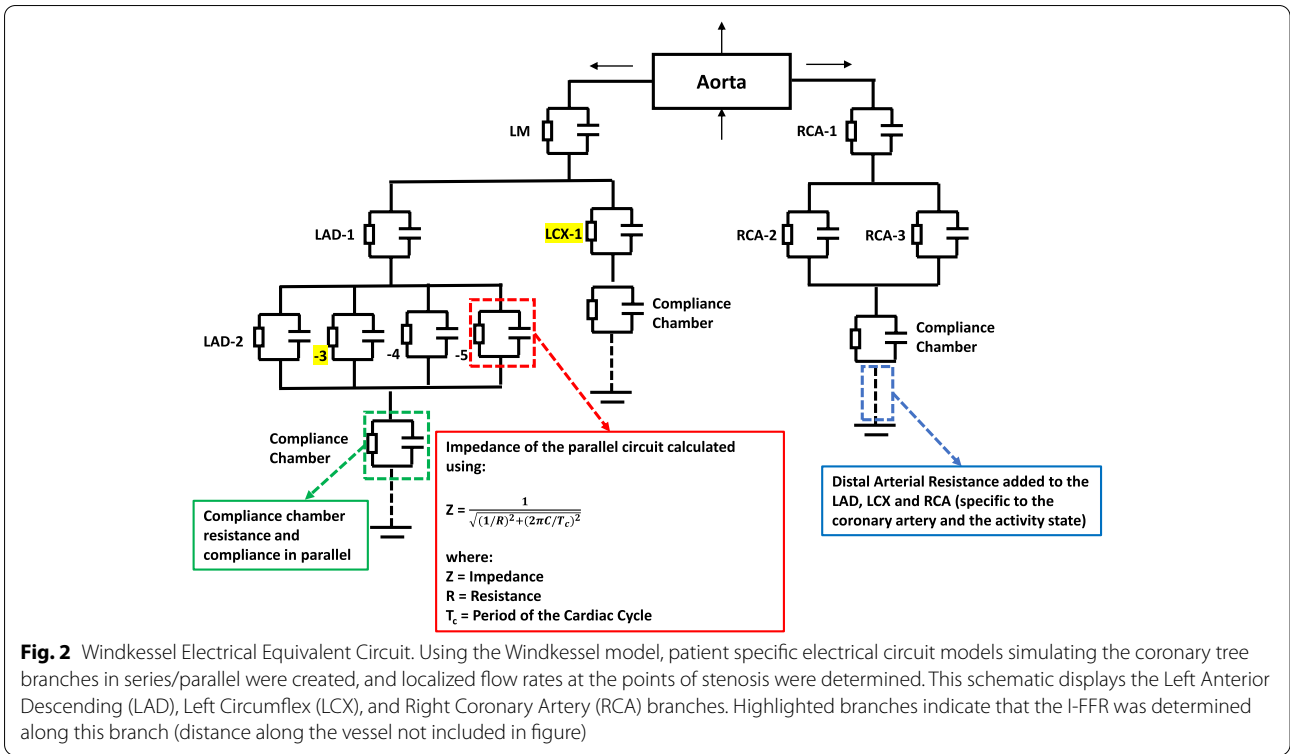 Aorta
LM
RCA-1
LAD-1
LCX-1
RCA-2
RCA-3
LAD-2
-3
-4
-5
Compliance
Chamber
Compliance
Chamber
Compliance
Chamber
Compliance chamber
resistance and
compliance in parallel
Impedance of the parallel circuit calculated
using:
Z = 1 / √((1/R)²+(2πC/T_c)²)
where:
Z = Impedance
R = Resistance
T_c = Period of the Cardiac Cycle
Distal Arterial Resistance added to the
LAD, LCX and RCA (specific to the
coronary artery and the activity state)
Fig. 2 Windkessel Electrical Equivalent Circuit. Using the Windkessel model, patient specific electrical circuit models simulating the coronary tree
branches in series/parallel were created, and localized flow rates at the points of stenosis were determined. This schematic displays the Left Anterior
Descending (LAD), Left Circumflex (LCX), and Right Coronary Artery (RCA) branches. Highlighted branches indicate that the I-FFR was determined
along this branch (distance along the vessel not included in figure)